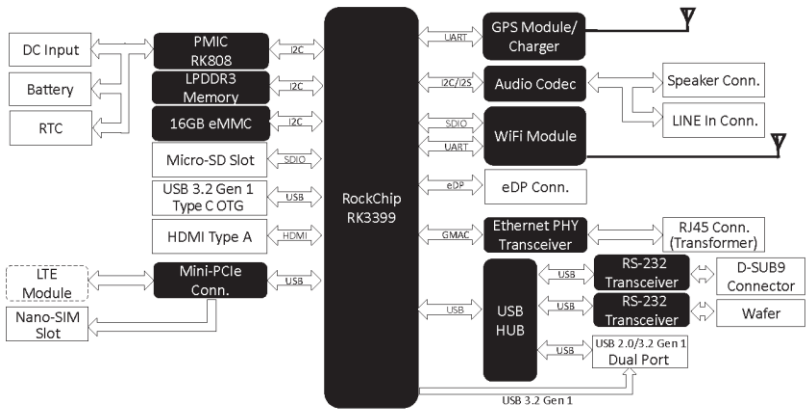 DC Input
Battery
RTC
PMIC
RK808
I2C
LPDDR3
Memory
I2C
16GB eMMC
I2C
Micro-SD Slot
SDIO
USB 3.2 Gen 1
Type C OTG
USB
HDMI Type A
HDMI
LTE
Module
Mini-PCIe
Conn.
USB
Nano-SIM
Slot
RockChip
RK3399
UART
GPS Module/
Charger
I2C/I2S
Audio Codec
Speaker Conn.
LINE In Conn.
SDIO
UART
WiFi Module
eDP
eDP Conn.
GMAC
Ethernet PHY
Transceiver
RJ45 Conn.
(Transformer)
USB
USB
HUB
USB
RS-232
Transceiver
D-SUB9
Connector
USB
RS-232
Transceiver
Wafer
USB
USB 2.0/3.2 Gen 1
Dual Port
USB 3.2 Gen 1